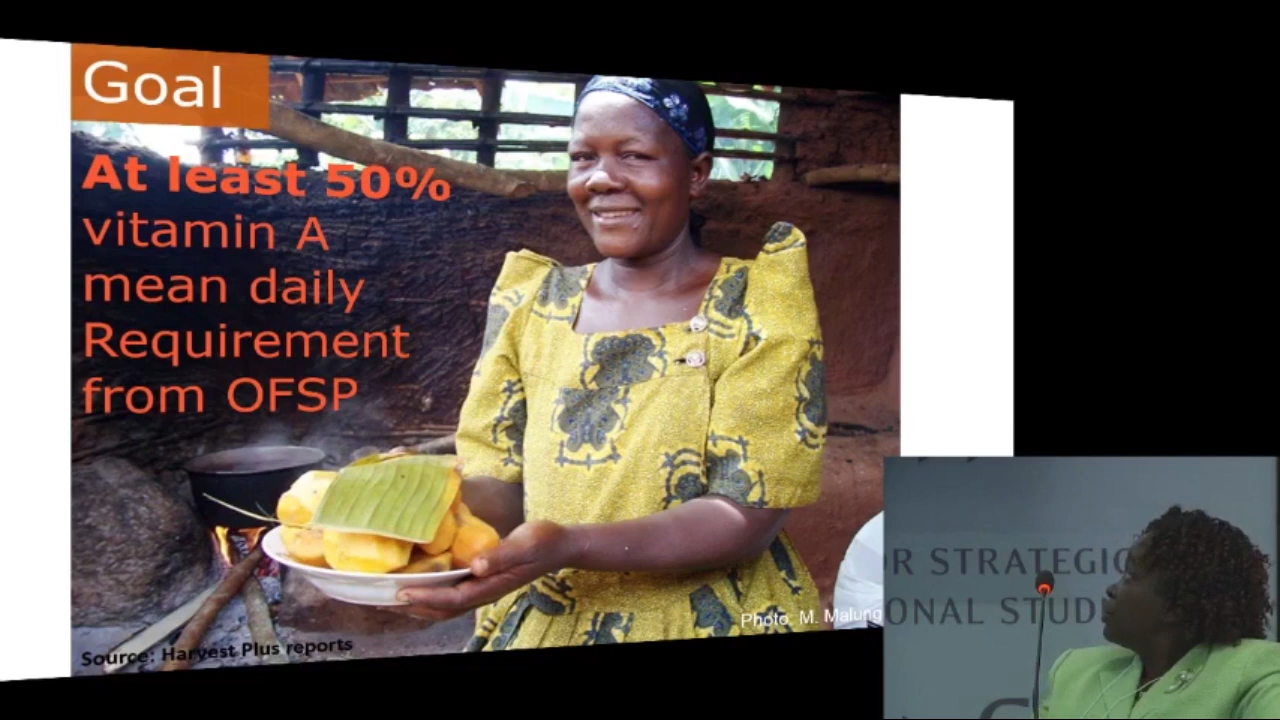 Goal
At least 50%
vitamin A
mean daily
Requirement
from OFSP
Photo: M. Malung
Source: Harvest Plus reports
OR STRATEGIC
ONAL STUD